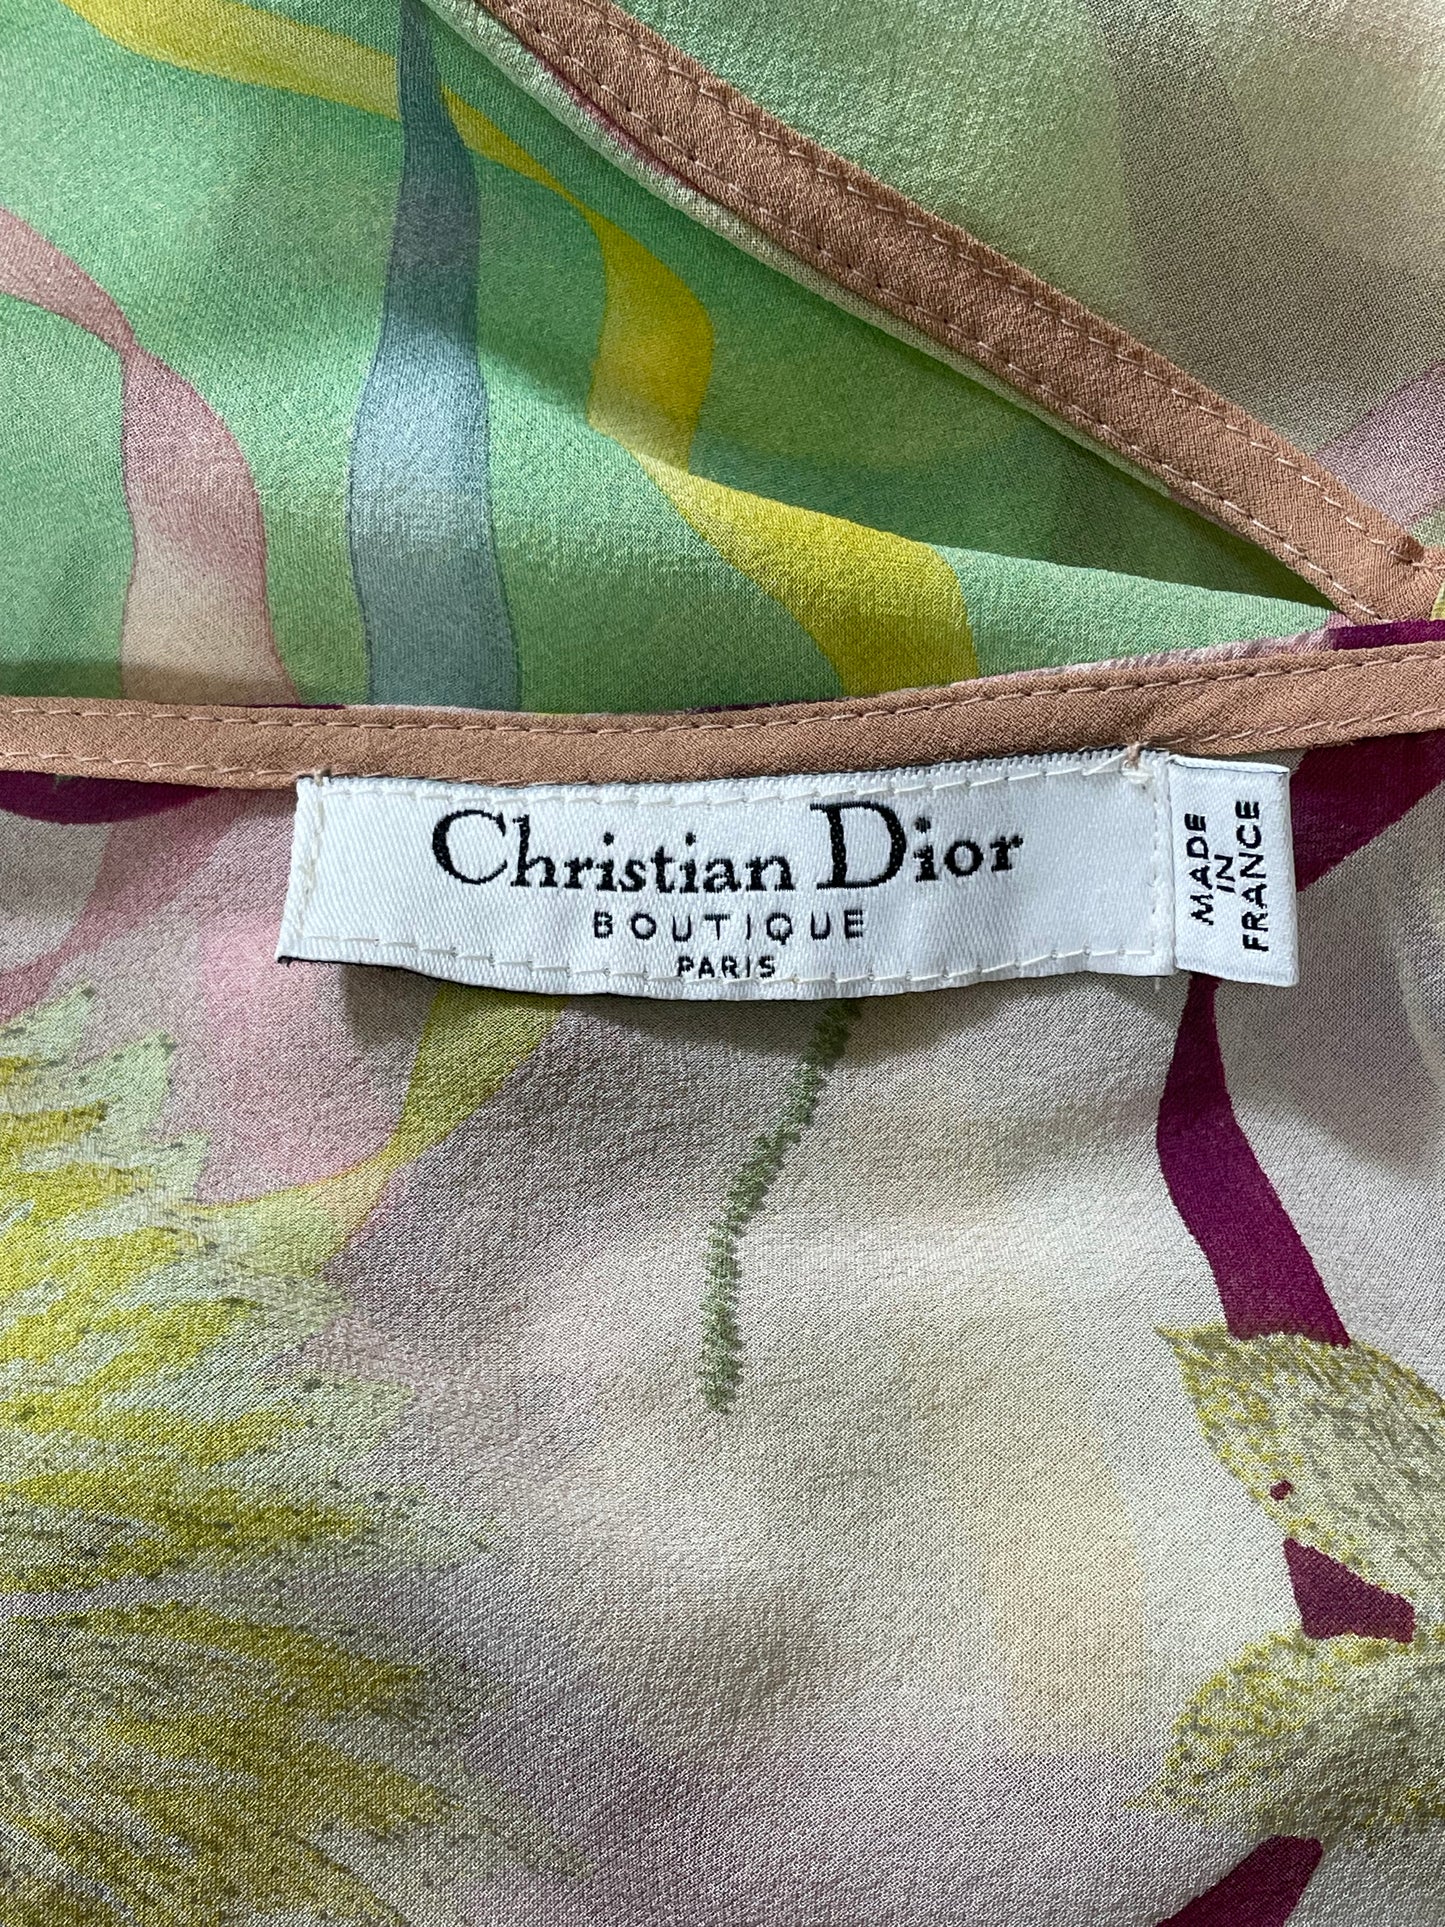 Christian Dior
BOUTIQUE
PARIS
MADE
IN
FRANCE